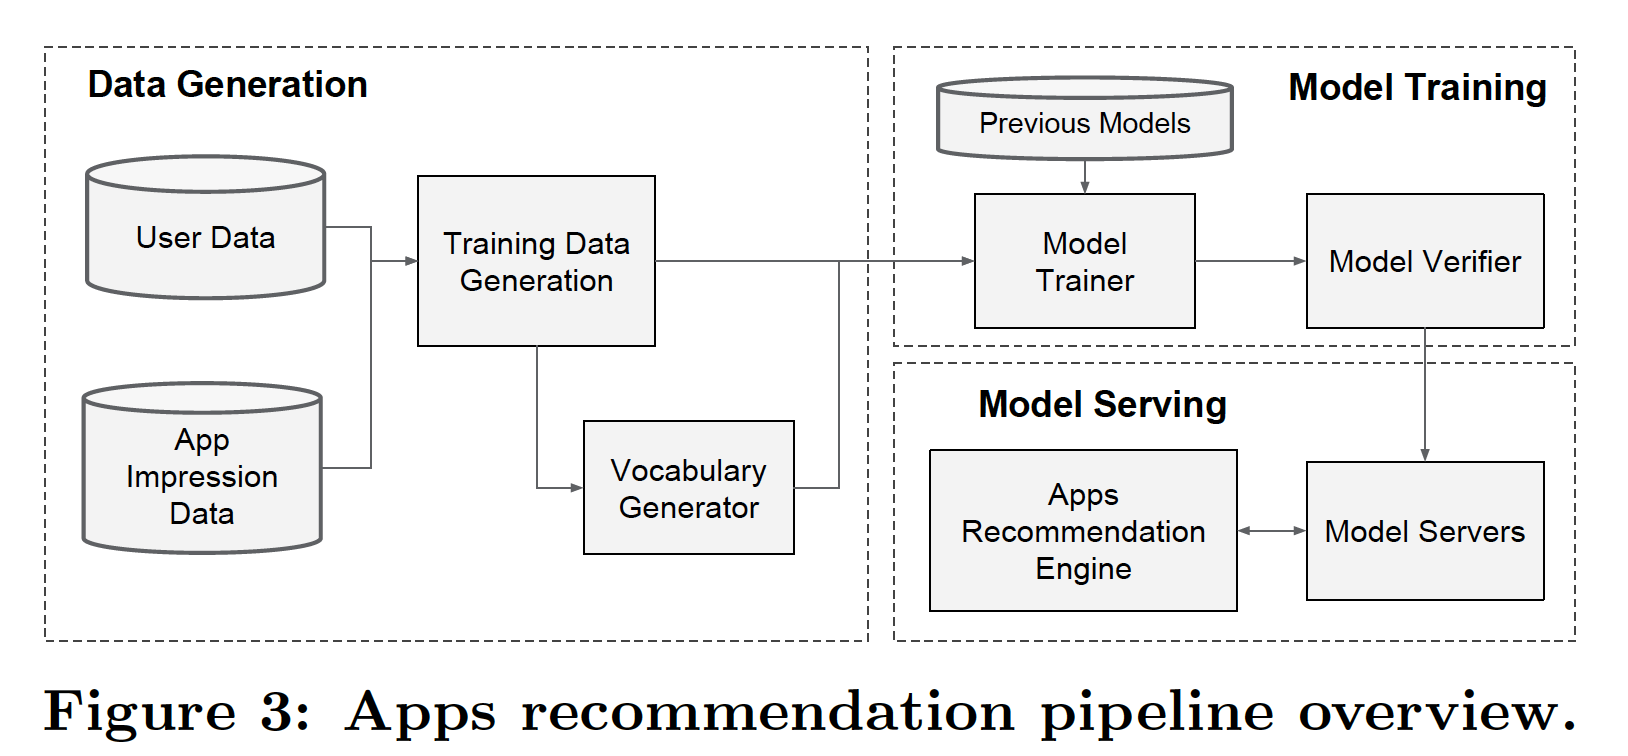 Data Generation
User Data
App
Impression
Data
Training Data
Generation
Vocabulary
Generator
Model Training
Previous Models
Model
Trainer
Model Verifier
Model Serving
Apps
Recommendation
Engine
Model Servers
Figure 3: Apps recommendation pipeline overview.